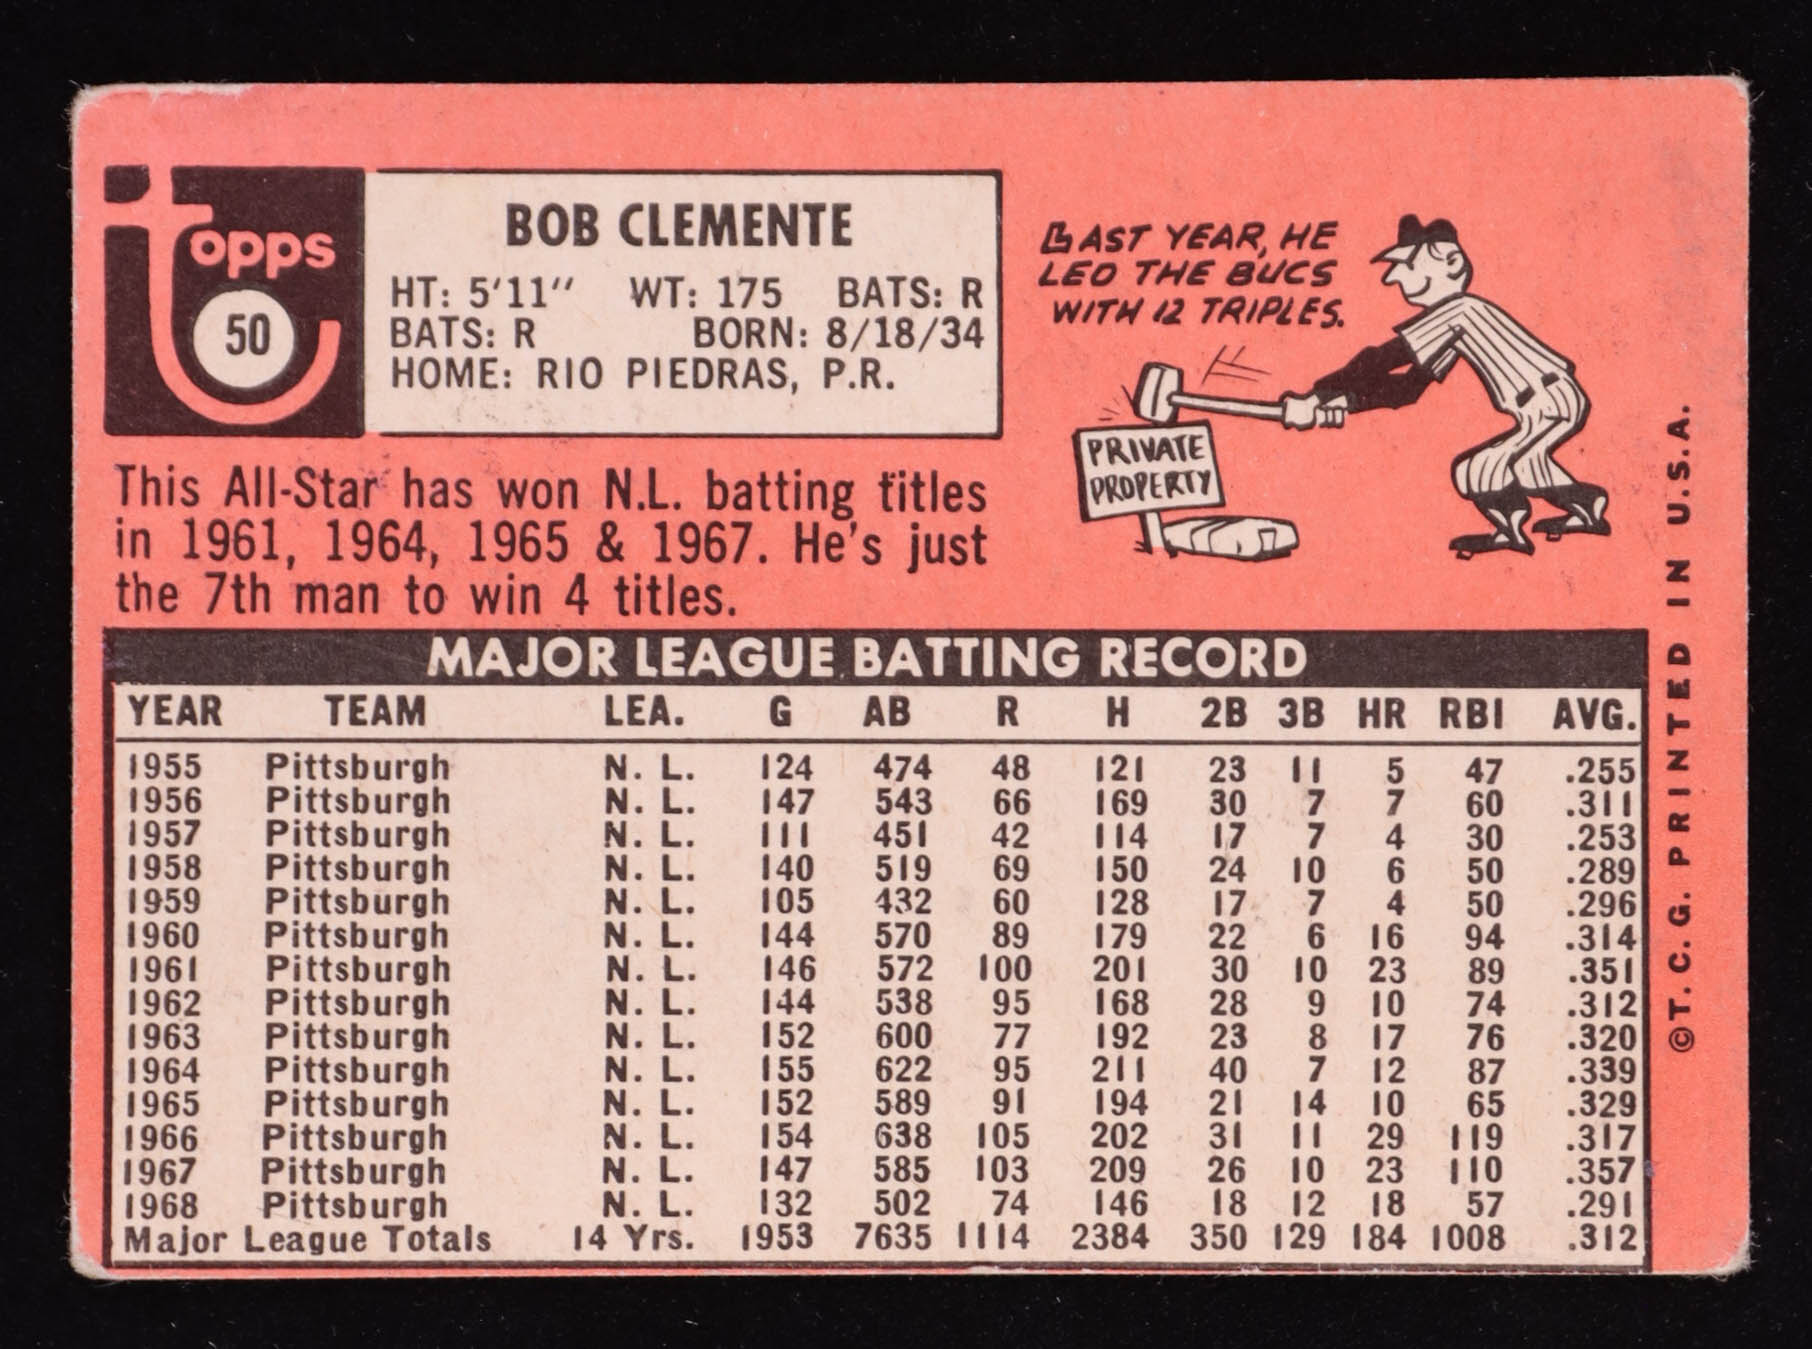 topps
50
BOB CLEMENTE
HT: 5'11" WT: 175 BATS: R
BATS: R BORN: 8/18/34
HOME: RIO PIEDRAS, P.R.
LAST YEAR, HE
LED THE BUCS
WITH 12 TRIPLES.
PRIVATE
PROPERTY
This All-Star has won N.L. batting titles
in 1961, 1964, 1965 & 1967. He's just
the 7th man to win 4 titles.
MAJOR LEAGUE BATTING RECORD
YEAR TEAM LEA. G AB R H 2B 3B HR RBI AVG.
1955 Pittsburgh N. L. 124 474 48 121 23 11 5 47 .255
1956 Pittsburgh N. L. 147 543 66 169 30 7 7 60 .311
1957 Pittsburgh N. L. 111 451 42 114 17 7 4 30 .253
1958 Pittsburgh N. L. 140 519 69 150 24 10 6 50 .289
1959 Pittsburgh N. L. 105 432 60 128 17 7 4 50 .296
1960 Pittsburgh N. L. 144 570 89 179 22 6 16 94 .314
1961 Pittsburgh N. L. 146 572 100 201 30 10 23 89 .351
1962 Pittsburgh N. L. 144 538 95 168 28 9 10 74 .312
1963 Pittsburgh N. L. 152 600 77 192 23 8 17 76 .320
1964 Pittsburgh N. L. 155 622 95 211 40 7 12 87 .339
1965 Pittsburgh N. L. 152 589 91 194 21 14 10 65 .329
1966 Pittsburgh N. L. 154 638 105 202 31 11 29 119 .317
1967 Pittsburgh N. L. 147 585 103 209 26 10 23 110 .357
1968 Pittsburgh N. L. 132 502 74 146 18 12 18 57 .291
Major League Totals 14 Yrs. 1953 7635 1114 2384 350 129 184 1008 .312
©T. C. G. PRINTED IN U.S.A.